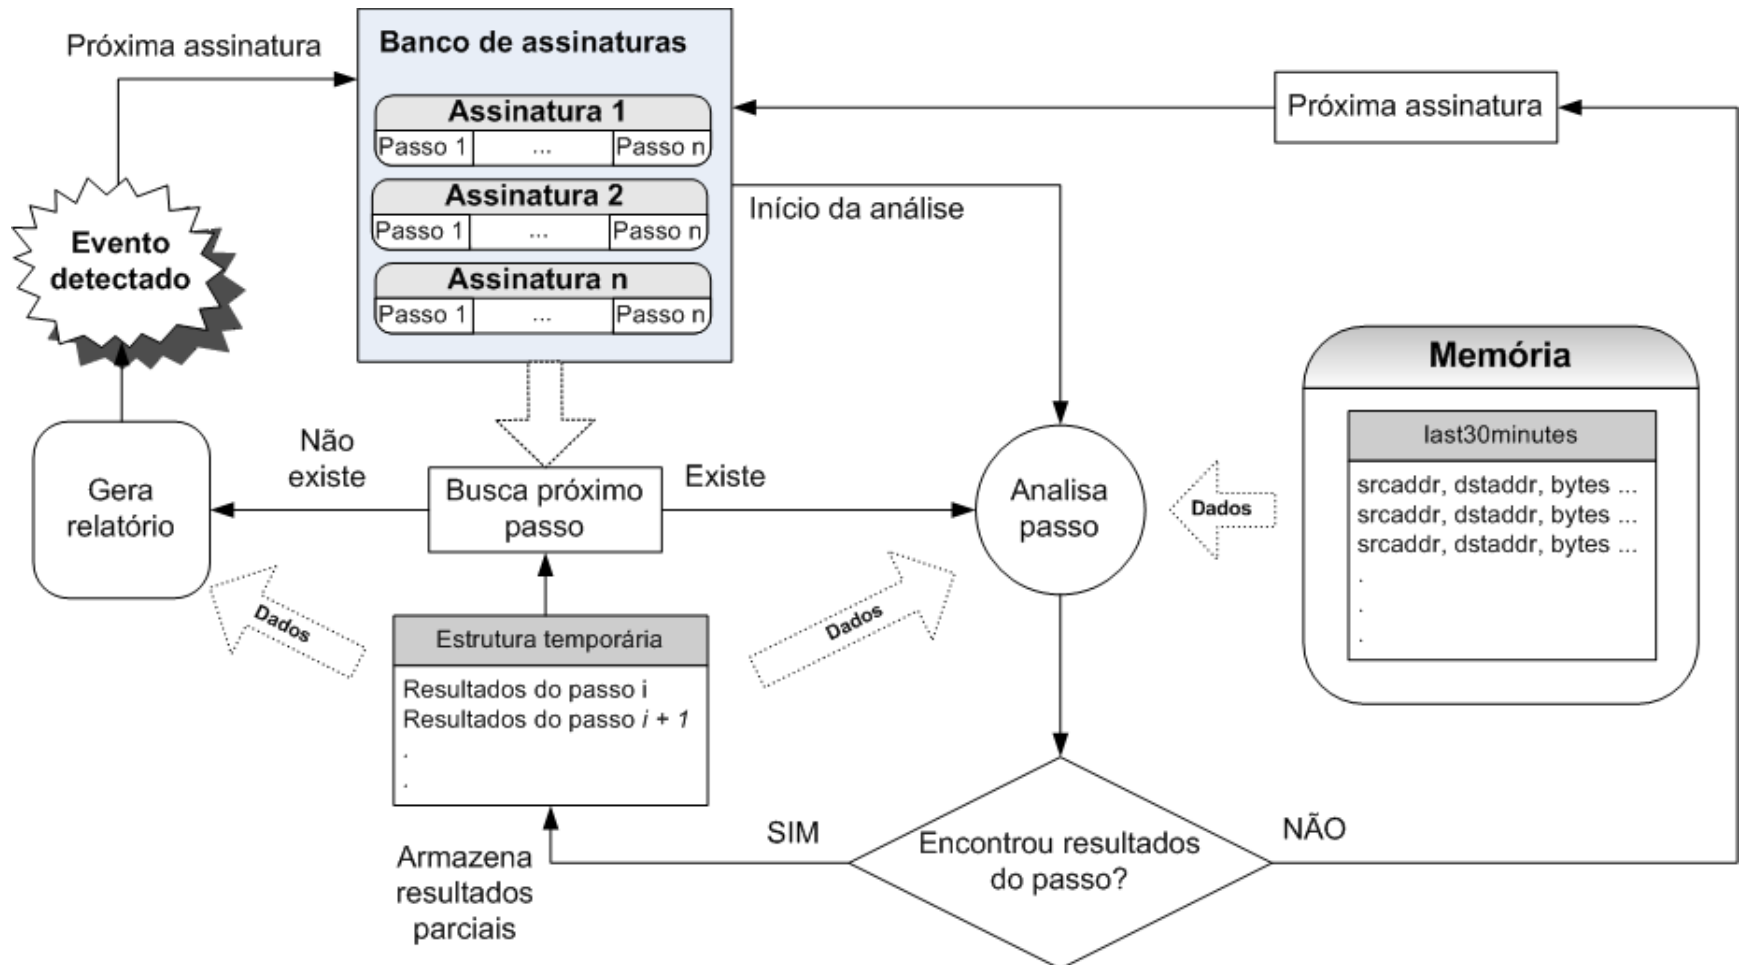 Próxima assinatura
Banco de assinaturas
Assinatura 1
Passo 1
...
Passo n
Assinatura 2
Passo 1
...
Passo n
Assinatura n
Passo 1
...
Passo n
Próxima assinatura
Início da análise
Evento
detectado
Memória
last30minutes
srcaddr, dstaddr, bytes ...
srcaddr, dstaddr, bytes ...
srcaddr, dstaddr, bytes ...
.
.
.
Dados
Gera
relatório
Não
existe
Busca próximo
passo
Existe
Analisa
passo
Dados
Dados
Estrutura temporária
Resultados do passo i
Resultados do passo i + 1
.
.
Armazena
resultados
parciais
SIM
Encontrou resultados
do passo?
NÃO